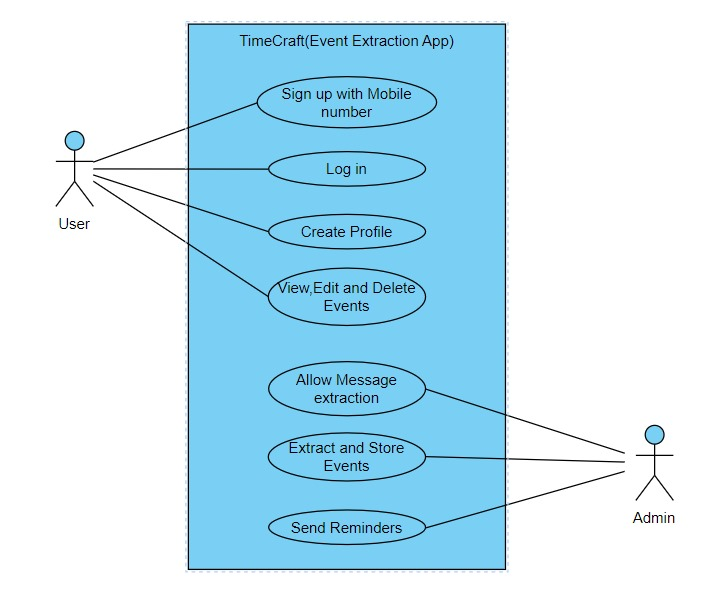 TimeCraft(Event Extraction App)
Sign up with Mobile
number
Log in
Create Profile
View,Edit and Delete
Events
User
Allow Message
extraction
Extract and Store
Events
Send Reminders
Admin